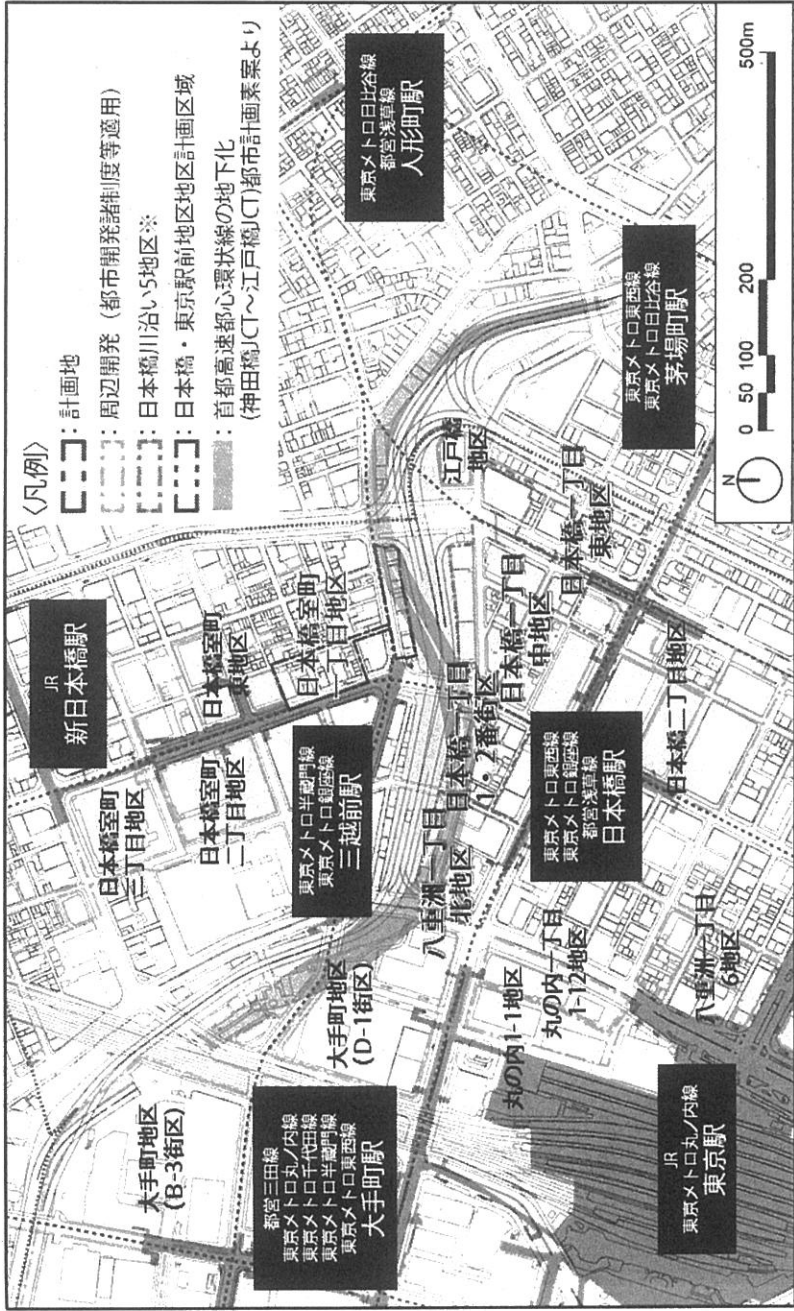 〈凡例〉
：計画地
：周辺開発（都市開発諸制度等適用）
：日本橋川沿い5地区※
：日本橋・東京駅前地区地区計画区域
：首都高速都心環状線の地下化
(神田橋JCT～江戸橋JCT)都市計画素案より
JR
新日本橋駅
東京メトロ日比谷線
都営浅草線
人形町駅
日本橋室町
三丁目地区
日本橋室町
東地区
日本橋室町
二丁目地区
日本橋室町
一丁目地区
東京メトロ半蔵門線
東京メトロ銀座線
三越前駅
大手町地区
(B-3街区)
大手町地区
(D-1街区)
都営三田線
東京メトロ丸ノ内線
東京メトロ千代田線
東京メトロ半蔵門線
東京メトロ東西線
大手町駅
八重洲一丁目
北地区
日本橋一丁目
1・2番街区
日本橋一丁目
中地区
江戸橋
地区
日本橋一丁目
東地区
東京メトロ東西線
東京メトロ日比谷線
茅場町駅
東京メトロ東西線
東京メトロ銀座線
都営浅草線
日本橋駅
日本橋二丁目地区
丸の内1-1地区
丸の内一丁目
1-12地区
八重洲一丁目
6地区
JR
東京メトロ丸ノ内線
東京駅
N
0 50 100 200 500m